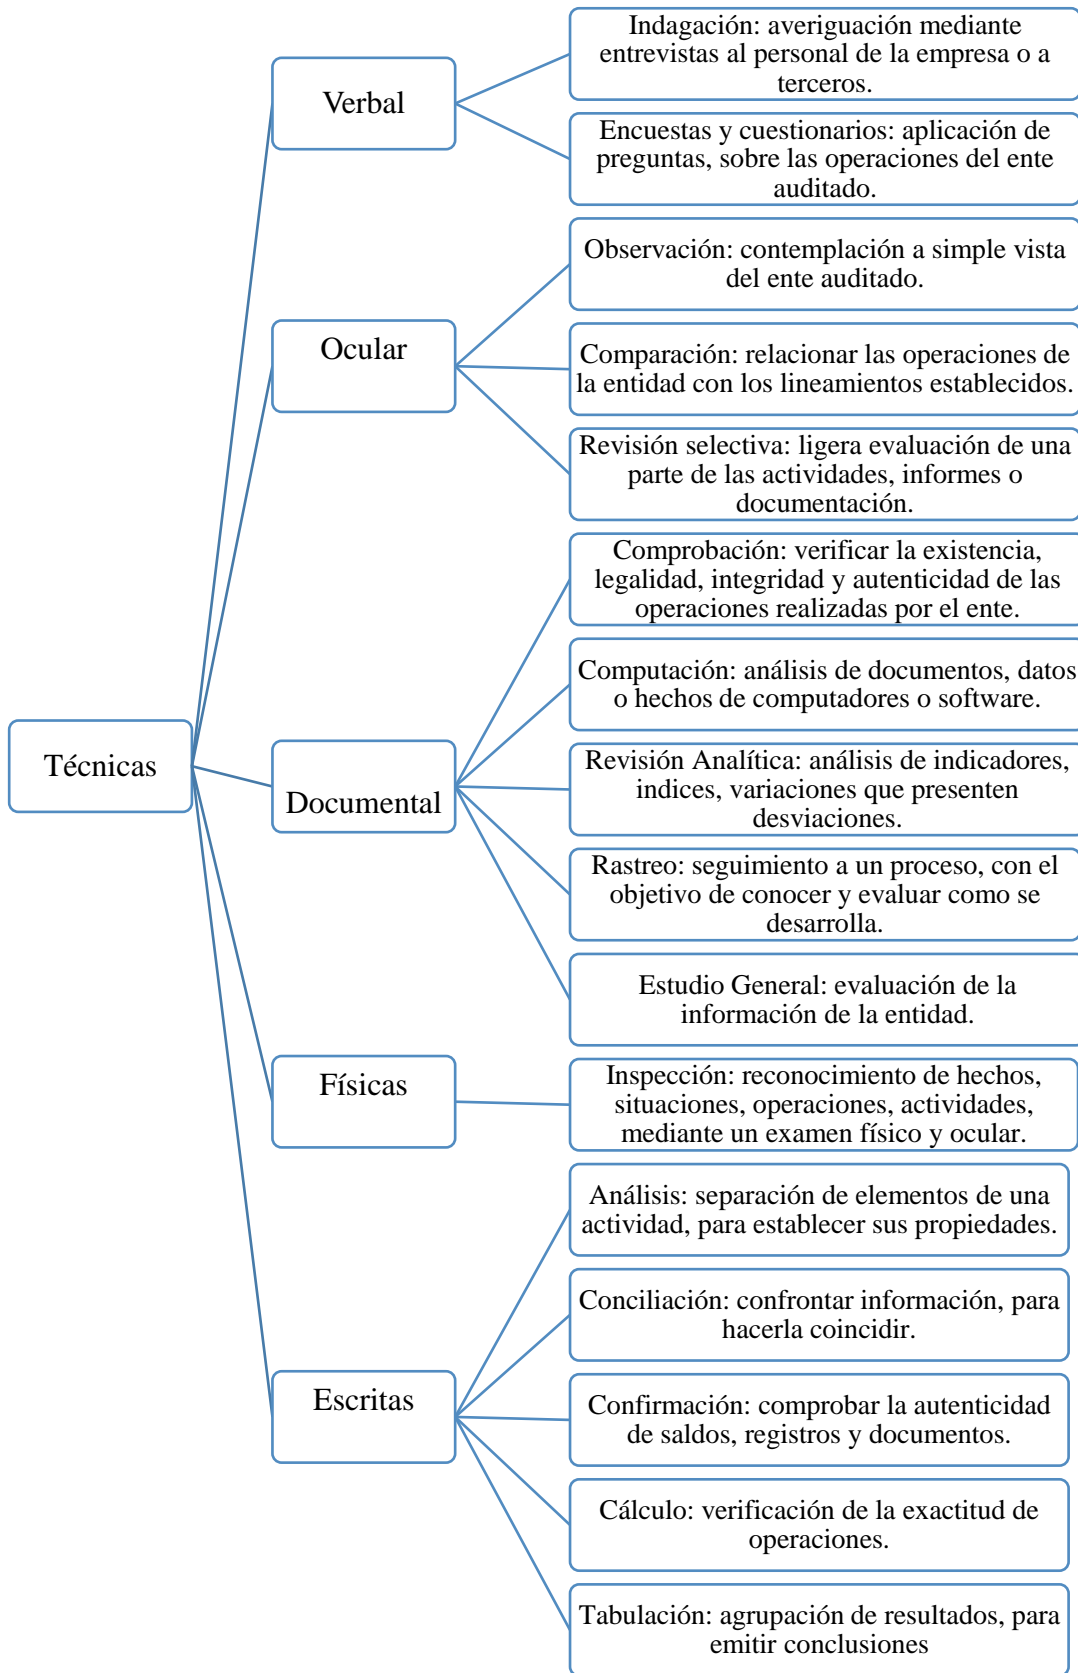 Técnicas
Verbal
Indagación: averiguación mediante
entrevistas al personal de la empresa o a
terceros.
Encuestas y cuestionarios: aplicación de
preguntas, sobre las operaciones del ente
auditado.
Ocular
Observación: contemplación a simple vista
del ente auditado.
Comparación: relacionar las operaciones de
la entidad con los lineamientos establecidos.
Revisión selectiva: ligera evaluación de una
parte de las actividades, informes o
documentación.
Documental
Comprobación: verificar la existencia,
legalidad, integridad y autenticidad de las
operaciones realizadas por el ente.
Computación: análisis de documentos, datos
o hechos de computadores o software.
Revisión Analítica: análisis de indicadores,
indices, variaciones que presenten
desviaciones.
Rastreo: seguimiento a un proceso, con el
objetivo de conocer y evaluar como se
desarrolla.
Estudio General: evaluación de la
información de la entidad.
Físicas
Inspección: reconocimiento de hechos,
situaciones, operaciones, actividades,
mediante un examen físico y ocular.
Escritas
Análisis: separación de elementos de una
actividad, para establecer sus propiedades.
Conciliación: confrontar información, para
hacerla coincidir.
Confirmación: comprobar la autenticidad
de saldos, registros y documentos.
Cálculo: verificación de la exactitud de
operaciones.
Tabulación: agrupación de resultados, para
emitir conclusiones